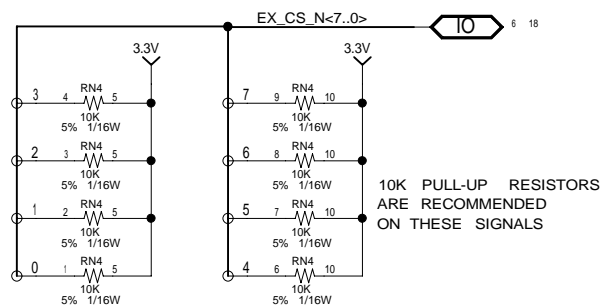 EX_CS_N<7..0> IO 6 18
3.3V 3.3V
3 4 RN4 5 7 9 RN4 10
10K 10K
5% 1/16W 5% 1/16W
2 3 RN4 5 6 8 RN4 10
10K 10K
5% 1/16W 5% 1/16W
10K PULL-UP RESISTORS
ARE RECOMMENDED
ON THESE SIGNALS
1 2 RN4 5 5 7 RN4 10
10K 10K
5% 1/16W 5% 1/16W
0 1 RN4 5 4 6 RN4 10
10K 10K
5% 1/16W 5% 1/16W